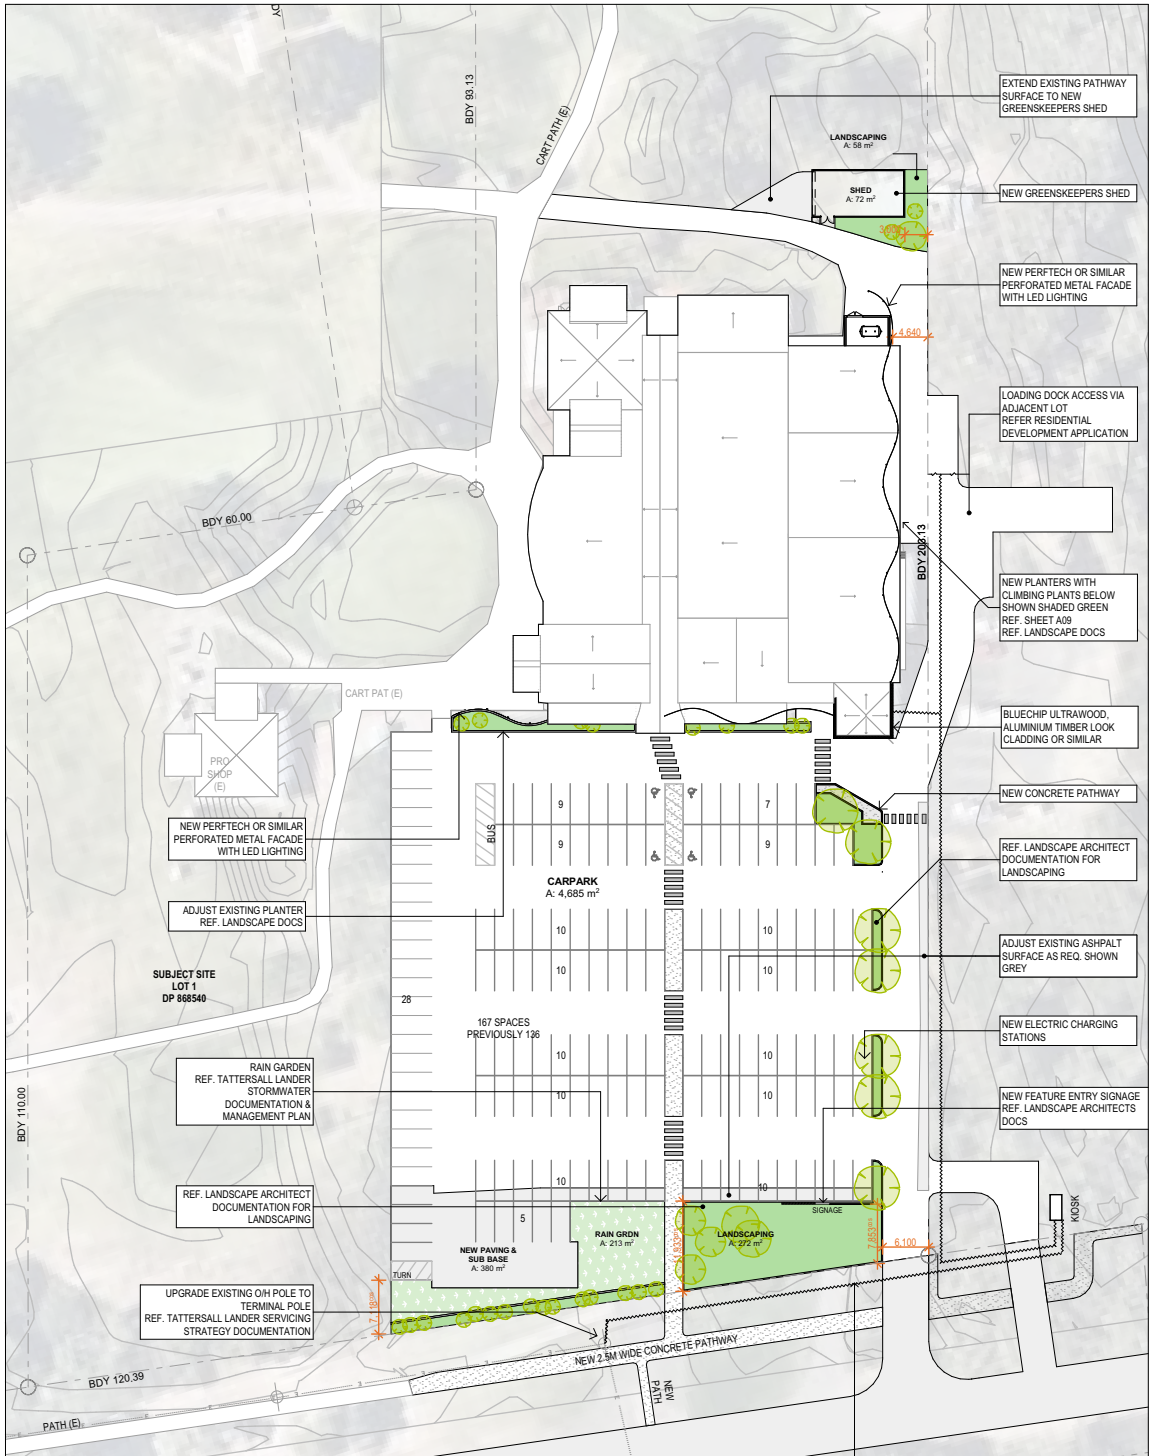 BDY
BDY 93.13
CART PATH (E)
EXTEND EXISTING PATHWAY
SURFACE TO NEW
GREENSKEEPERS SHED
LANDSCAPING
A: 58 m²
SHED
A: 72 m²
NEW GREENSKEEPERS SHED
NEW PERFTECH OR SIMILAR
PERFORATED METAL FACADE
WITH LED LIGHTING
4.640
LOADING DOCK ACCESS VIA
ADJACENT LOT
REFER RESIDENTIAL
DEVELOPMENT APPLICATION
BDY 60.00
BDY 203.13
NEW PLANTERS WITH
CLIMBING PLANTS BELOW
SHOWN SHADED GREEN
REF. SHEET A09
REF. LANDSCAPE DOCS
CART PAT (E)
PRO
SHOP
(E)
BLUECHIP ULTRAWOOD,
ALUMINIUM TIMBER LOOK
CLADDING OR SIMILAR
NEW CONCRETE PATHWAY
NEW PERFTECH OR SIMILAR
PERFORATED METAL FACADE
WITH LED LIGHTING
BUS
9
7
9
9
REF. LANDSCAPE ARCHITECT
DOCUMENTATION FOR
LANDSCAPING
CARPARK
A: 4,685 m²
ADJUST EXISTING PLANTER
REF. LANDSCAPE DOCS
10
10
10
10
ADJUST EXISTING ASHPALT
SURFACE AS REQ. SHOWN
GREY
SUBJECT SITE
LOT 1
DP 868540
28
167 SPACES
PREVIOUSLY 136
NEW ELECTRIC CHARGING
STATIONS
10
10
10
10
RAIN GARDEN
REF. TATTERSALL LANDER
STORMWATER
DOCUMENTATION &
MANAGEMENT PLAN
NEW FEATURE ENTRY SIGNAGE
REF. LANDSCAPE ARCHITECTS
DOCS
BDY 110.00
10
10
REF. LANDSCAPE ARCHITECT
DOCUMENTATION FOR
LANDSCAPING
5
SIGNAGE
KIOSK
RAIN GRDN
A: 213 m²
LANDSCAPING
A: 272 m²
6.100
NEW PAVING &
SUB BASE
A: 380 m²
TURN
UPGRADE EXISTING O/H POLE TO
TERMINAL POLE
REF. TATTERSALL LANDER SERVICING
STRATEGY DOCUMENTATION
NEW 2.5M WIDE CONCRETE PATHWAY
BDY 120.39
NEW
PATH
PATH (E)